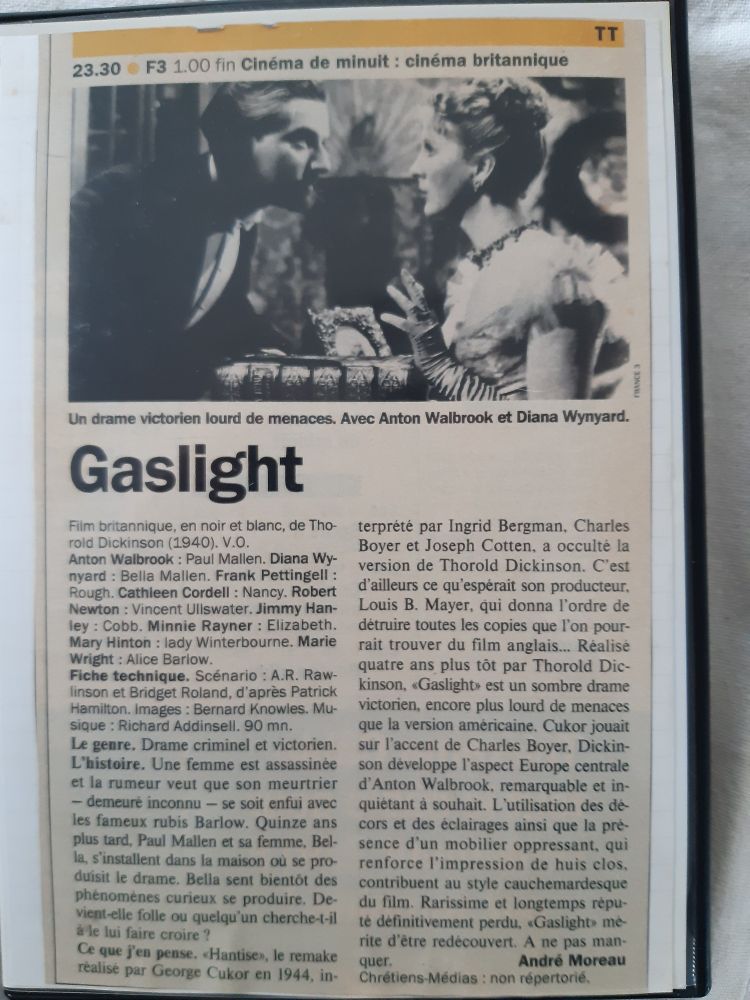 TT
23.30 ● F3 1.00 fin Cinéma de minuit : cinéma britannique
FRANCE 3
Un drame victorien lourd de menaces. Avec Anton Walbrook et Diana Wynyard.
Gaslight
Film britannique, en noir et blanc, de Tho-
rold Dickinson (1940). V.O.
Anton Walbrook : Paul Mallen. Diana Wy-
nyard : Bella Mallen. Frank Pettingell :
Rough. Cathleen Cordell : Nancy. Robert
Newton : Vincent Ullswater. Jimmy Han-
ley : Cobb. Minnie Rayner : Elizabeth.
Mary Hinton : lady Winterbourne. Marie
Wright : Alice Barlow.
Fiche technique. Scénario : A.R. Raw-
linson et Bridget Roland, d'après Patrick
Hamilton. Images : Bernard Knowles. Mu-
sique : Richard Addinsell. 90 mn.
Le genre. Drame criminel et victorien.
L'histoire. Une femme est assassinée
et la rumeur veut que son meurtrier
– demeuré inconnu – se soit enfui avec
les fameux rubis Barlow. Quinze ans
plus tard, Paul Mallen et sa femme, Bel-
la, s'installent dans la maison où se pro-
duisit le drame. Bella sent bientôt des
phénomènes curieux se produire. De-
vient-elle folle ou quelqu'un cherche-t-il
à le lui faire croire ?
Ce que j'en pense. «Hantise», le remake
réalisé par George Cukor en 1944, in-
terprété par Ingrid Bergman, Charles
Boyer et Joseph Cotten, a occulté la
version de Thorold Dickinson. C'est
d'ailleurs ce qu'espérait son producteur,
Louis B. Mayer, qui donna l'ordre de
détruire toutes les copies que l'on pour-
rait trouver du film anglais... Réalisé
quatre ans plus tôt par Thorold Dic-
kinson, «Gaslight» est un sombre drame
victorien, encore plus lourd de menaces
que la version américaine. Cukor jouait
sur l'accent de Charles Boyer, Dickin-
son développe l'aspect Europe centrale
d'Anton Walbrook, remarquable et in-
quiétant à souhait. L'utilisation des dé-
cors et des éclairages ainsi que la pré-
sence d'un mobilier oppressant, qui
renforce l'impression de huis clos,
contribuent au style cauchemardesque
du film. Rarissime et longtemps répu-
té définitivement perdu, «Gaslight» mé-
rite d'être redécouvert. A ne pas man-
quer. André Moreau
Chrétiens-Médias : non répertorié.